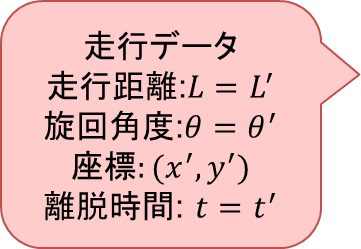 走行データ
走行距離:L = L′
旋回角度:θ = θ′
座標: (x′, y′)
離脱時間: t = t′